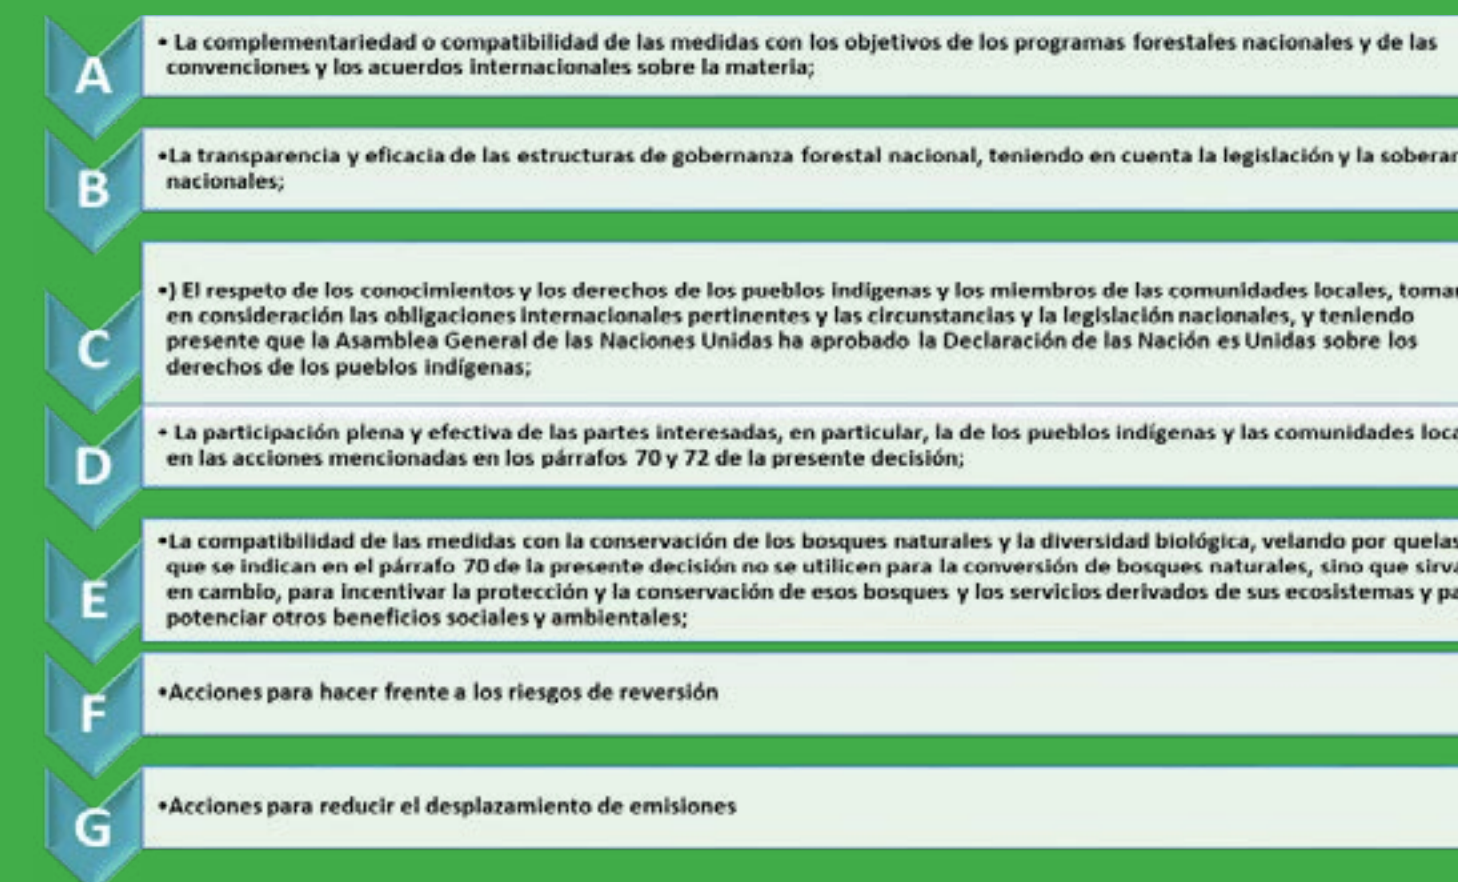 A
• La complementariedad o compatibilidad de las medidas con los objetivos de los programas forestales nacionales y de las
convenciones y los acuerdos internacionales sobre la materia;
B
•La transparencia y eficacia de las estructuras de gobernanza forestal nacional, teniendo en cuenta la legislación y la
nacionales;
C
•) El respeto de los conocimientos y los derechos de los pueblos indígenas y los miembros de las comunidades locales,
en consideración las obligaciones internacionales pertinentes y las circunstancias y la legislación nacionales, y teniendo
presente que la Asamblea General de las Naciones Unidas ha aprobado la Declaración de las Nación es Unidas sobre los
derechos de los pueblos indígenas;
D
• La participación plena y efectiva de las partes interesadas, en particular, la de los pueblos indígenas y las comunidades
en las acciones mencionadas en los párrafos 70 y 72 de la presente decisión;
E
•La compatibilidad de las medidas con la conservación de los bosques naturales y la diversidad biológica, velando por quelas
que se indican en el párrafo 70 de la presente decisión no se utilicen para la conversión de bosques naturales, sino que
en cambio, para incentivar la protección y la conservación de esos bosques y los servicios derivados de sus ecosistemas y
potenciar otros beneficios sociales y ambientales;
F
•Acciones para hacer frente a los riesgos de reversión
G
•Acciones para reducir el desplazamiento de emisiones